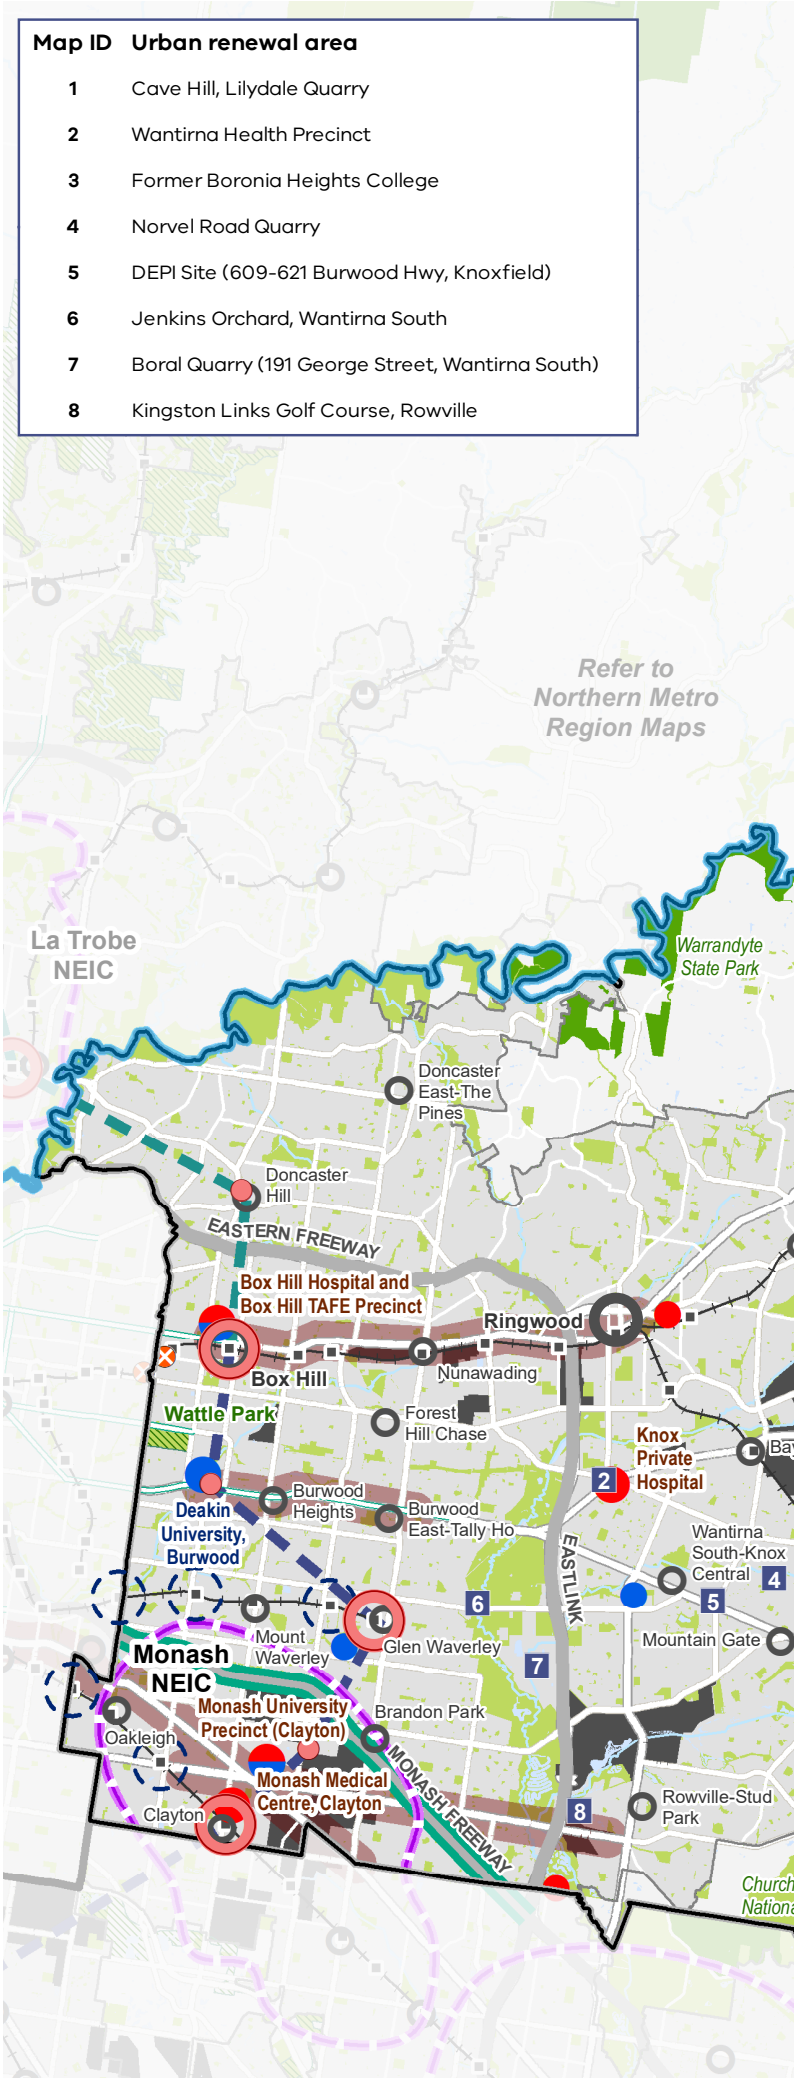 Map ID Urban renewal area
1 Cave Hill, Lilydale Quarry
2 Wantirna Health Precinct
3 Former Boronia Heights College
4 Norvel Road Quarry
5 DEPI Site (609-621 Burwood Hwy, Knoxfield)
6 Jenkins Orchard, Wantirna South
7 Boral Quarry (191 George Street, Wantirna South)
8 Kingston Links Golf Course, Rowville
Refer to
Northern Metro
Region Maps
La Trobe
NEIC
Warrandyte
State Park
Doncaster
East-The
Pines
Doncaster
Hill
EASTERN FREEWAY
Box Hill Hospital and
Box Hill TAFE Precinct
Ringwood
Box Hill
Nunawading
Wattle Park
Forest
Hill Chase
Knox
Private
Hospital
Bay
2
Deakin
University,
Burwood
Burwood
Heights
Burwood
East-Tally Ho
EASTLINK
Wantirna
South-Knox
Central
4
5
6
Mount
Waverley
Glen Waverley
Mountain Gate
Monash
NEIC
7
Monash University
Precinct (Clayton)
Brandon Park
Oakleigh
MONASH FREEWAY
Monash Medical
Centre, Clayton
Clayton
8
Rowville-Stud
Park
Church
Nationa